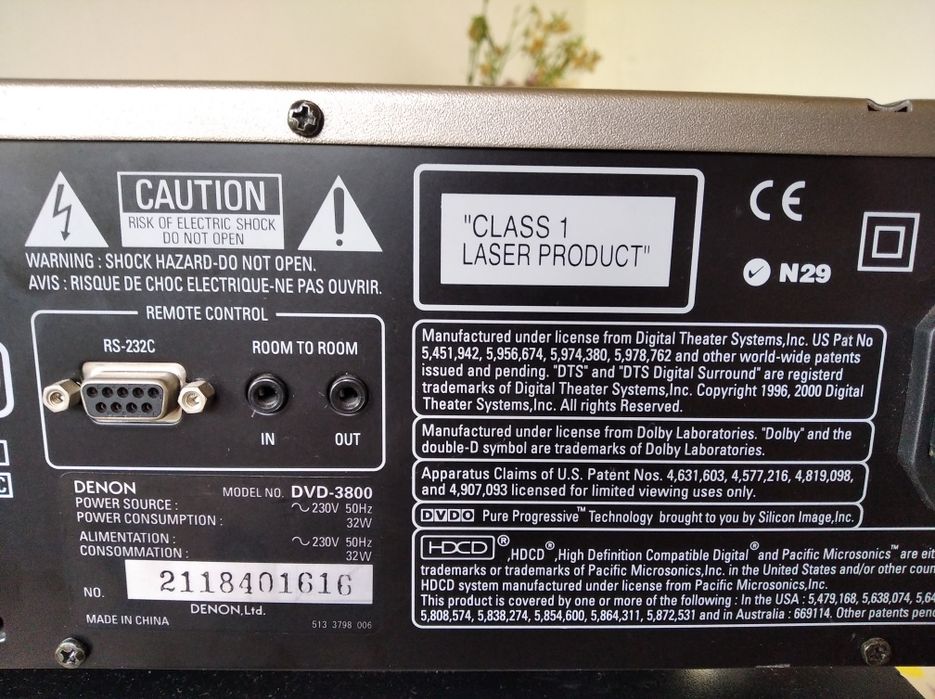 CAUTION
RISK OF ELECTRIC SHOCK
DO NOT OPEN
WARNING : SHOCK HAZARD-DO NOT OPEN.
AVIS : RISQUE DE CHOC ELECTRIQUE-NE PAS OUVRIR.
REMOTE CONTROL
RS-232C
ROOM TO ROOM
IN
OUT
DENON
MODEL NO. DVD-3800
POWER SOURCE : ~ 230V 50Hz
POWER CONSUMPTION : 32W
ALIMENTATION : ~ 230V 50Hz
CONSOMMATION : 32W
NO. 2118401616
DENON,Ltd.
MADE IN CHINA
513 3798 006
"CLASS 1
LASER PRODUCT"
CE
N29
Manufactured under license from Digital Theater Systems,Inc. US Pat No
5,451,942, 5,956,674, 5,974,380, 5,978,762 and other world-wide patents
issued and pending. "DTS" and "DTS Digital Surround" are registerd
trademarks of Digital Theater Systems,Inc. Copyright 1996, 2000 Digital
Theater Systems,Inc. All rights Reserved.
Manufactured under license from Dolby Laboratories. "Dolby" and the
double-D symbol are trademarks of Dolby Laboratories.
Apparatus Claims of U.S. Patent Nos. 4,631,603, 4,577,216, 4,819,098,
and 4,907,093 licensed for limited viewing uses only.
DVDO Pure Progressive™ Technology brought to you by Silicon Image,Inc.
HDCD®,HDCD®,High Definition Compatible Digital® and Pacific Microsonics™ are
trademarks or trademarks of Pacific Microsonics,Inc. in the United States and/or other
HDCD system manufactured under license from Pacific Microsonics,Inc.
This product is covered by one or more of the following : In the USA : 5,479,168, 5,638,074,
5,808,574, 5,838,274, 5,854,600, 5,864,311, 5,872,531 and in Australia : 669114. Other patents